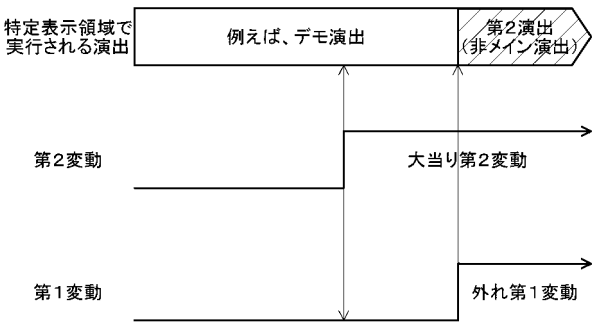 特定表示領域で
実行される演出
例えば、デモ演出
第２演出
(非メイン演出)
第２変動
大当り第２変動
第１変動
外れ第１変動